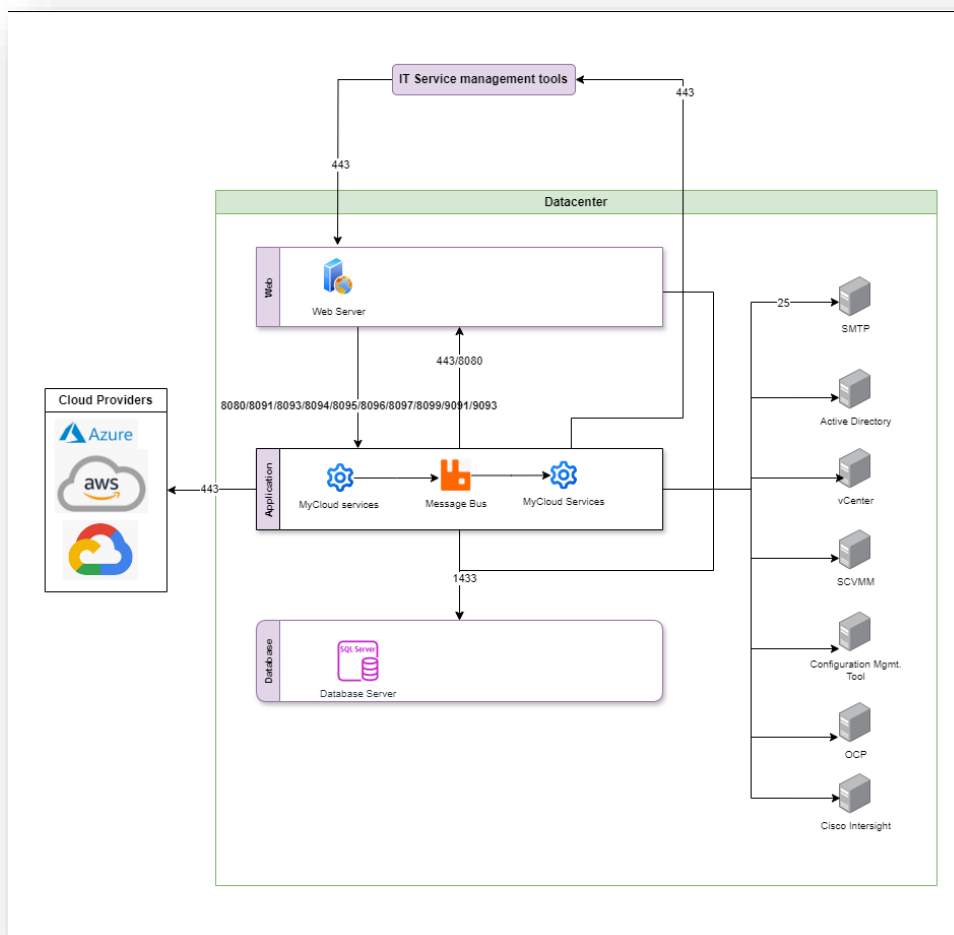 IT Service management tools
443
443
Datacenter
Web
Web Server
25
SMTP
443/8080
Cloud Providers
Azure
aws
8080/8091/8093/8094/8095/8096/8097/8099/9091/9093
Active Directory
443
Application
MyCloud services
Message Bus
MyCloud Services
vCenter
1433
SCVMM
Database
SQL Server
Database Server
Configuration Mgmt.
Tool
OCP
Cisco Intersight